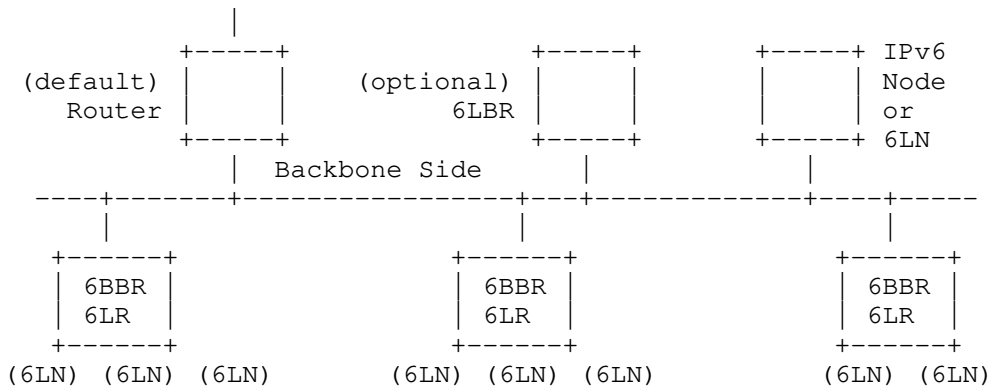 IPv6
(default) (optional) Node
Router 6LBR or
6LN
Backbone Side
6BBR 6BBR 6BBR
6LR 6LR 6LR
(6LN) (6LN) (6LN) (6LN) (6LN) (6LN) (6LN) (6LN)